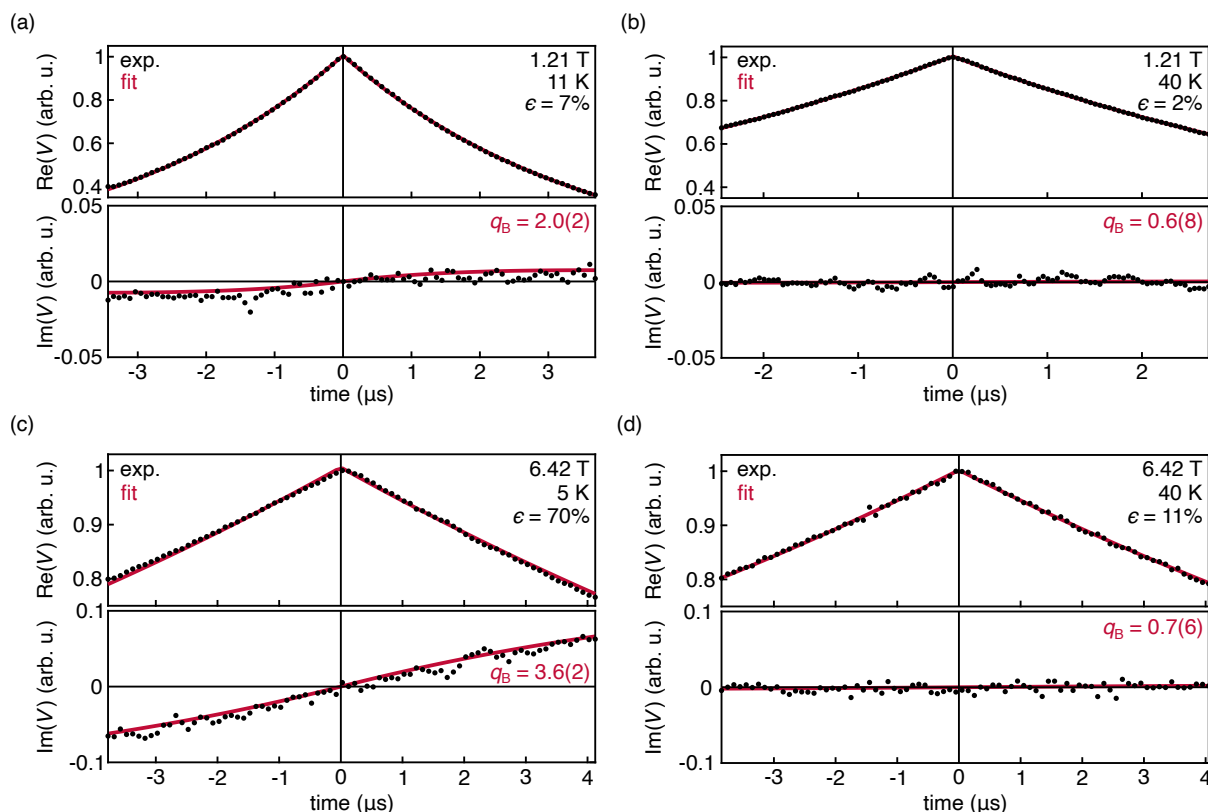 (a)
Re(V) (arb. u.)
1
0.8
0.6
0.4
exp.
fit
1.21 T
11 K
ϵ = 7%
Im(V) (arb. u.)
0.05
0
-0.05
q_B = 2.0(2)
-3 -2 -1 0 1 2 3
time (µs)
(b)
Re(V) (arb. u.)
1
0.8
0.6
0.4
exp.
fit
1.21 T
40 K
ϵ = 2%
Im(V) (arb. u.)
0.05
0
-0.05
q_B = 0.6(8)
-2 -1 0 1 2
time (µs)
(c)
Re(V) (arb. u.)
1
0.9
0.8
exp.
fit
6.42 T
5 K
ϵ = 70%
Im(V) (arb. u.)
0.1
0
-0.1
q_B = 3.6(2)
-3 -2 -1 0 1 2 3 4
time (µs)
(d)
Re(V) (arb. u.)
1
0.9
0.8
exp.
fit
6.42 T
40 K
ϵ = 11%
Im(V) (arb. u.)
0.1
0
-0.1
q_B = 0.7(6)
-3 -2 -1 0 1 2 3 4
time (µs)